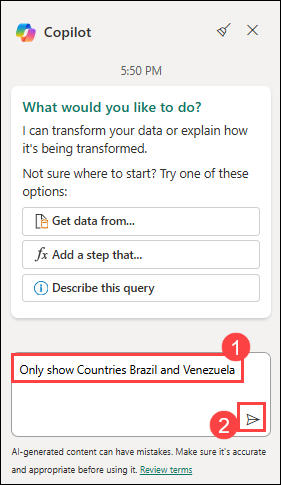 Copilot
5:50 PM
What would you like to do?
I can transform your data or explain how
it's being transformed.
Not sure where to start? Try one of these
options:
Get data from...
fx Add a step that...
Describe this query
1
Only show Countries Brazil and Venezuela
2
AI-generated content can have mistakes. Make sure it's accurate
and appropriate before using it. Review terms